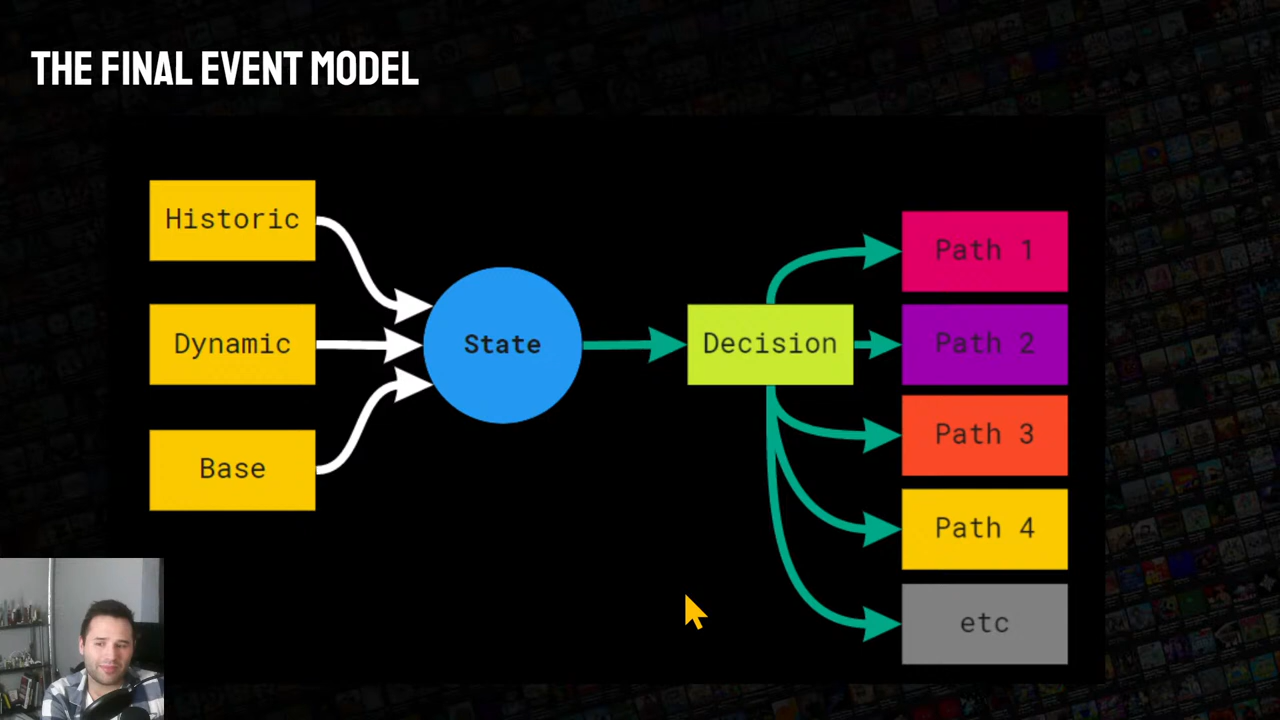 THE FINAL EVENT MODEL
Historic
Dynamic
Base
State
Decision
Path 1
Path 2
Path 3
Path 4
etc